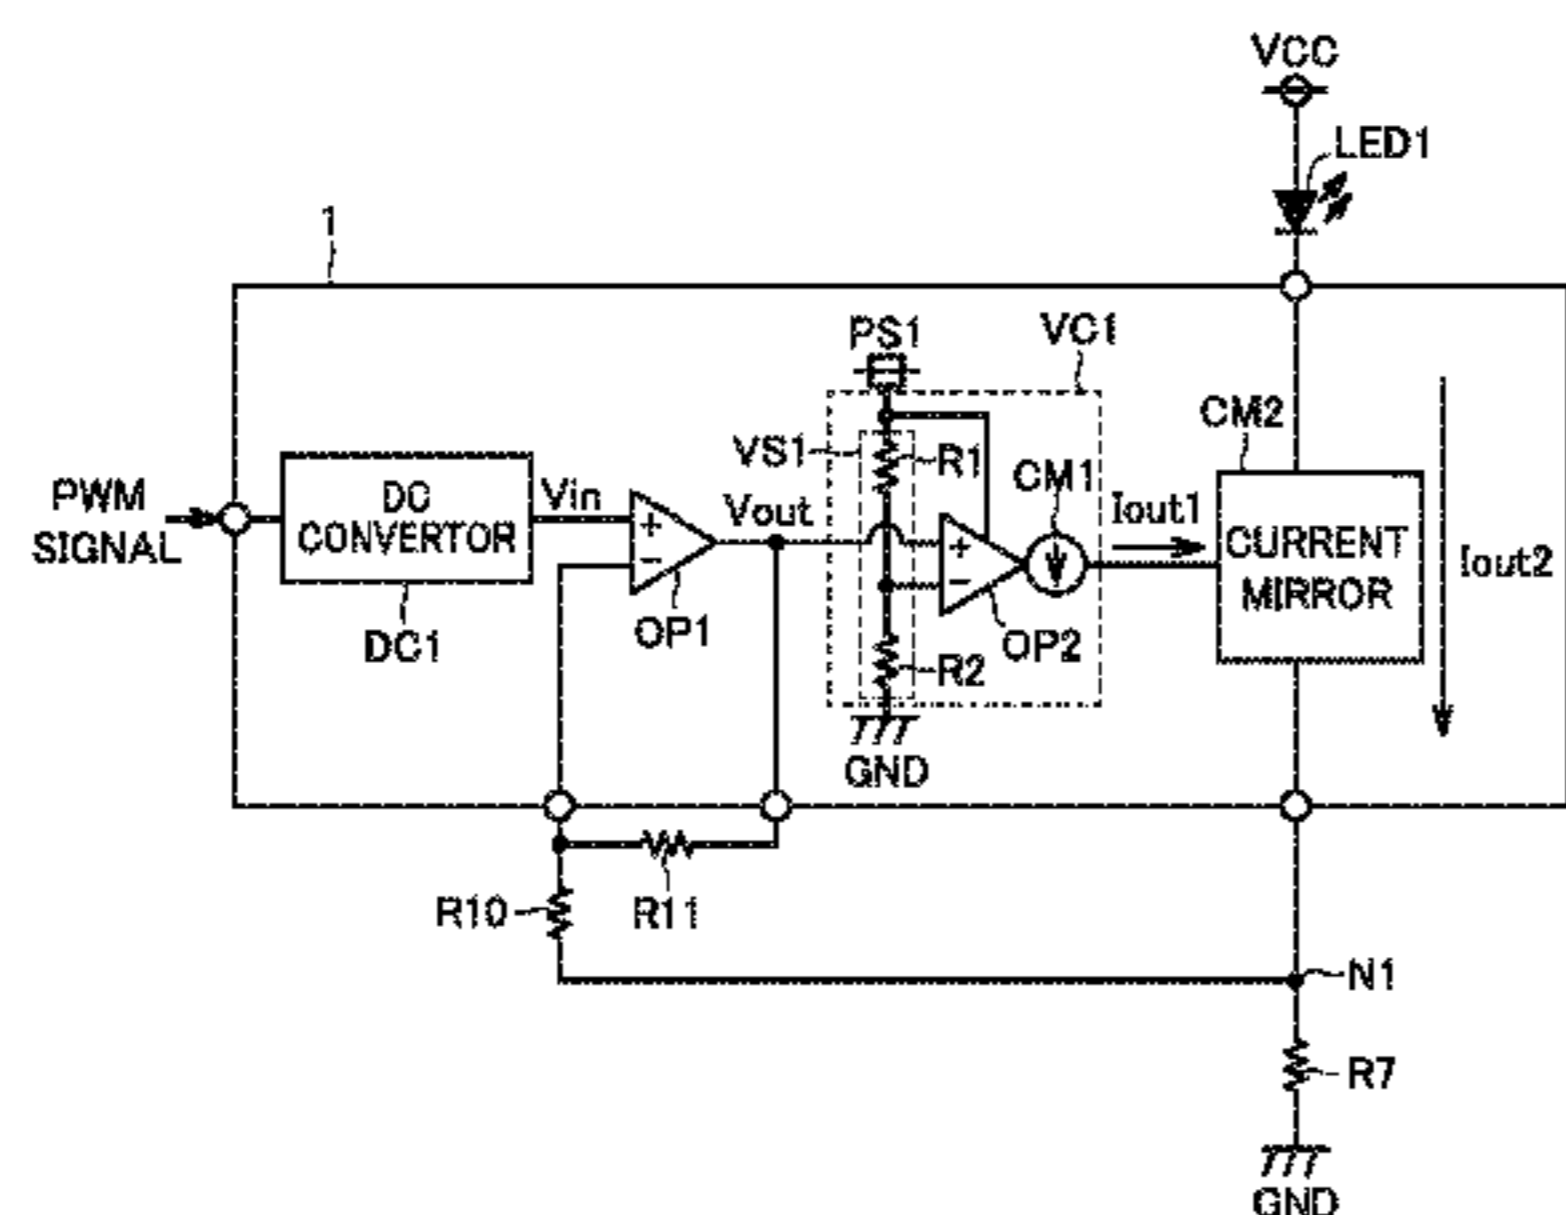 VCC
LED1
1
PS1
VC1
CM2
VS1
R1
CM1
PWM
SIGNAL
DC
CONVERTOR
Vin
Vout
Iout1
CURRENT
MIRROR
Iout2
+
−
+
−
DC1
OP1
OP2
R2
GND
R10
R11
N1
R7
GND